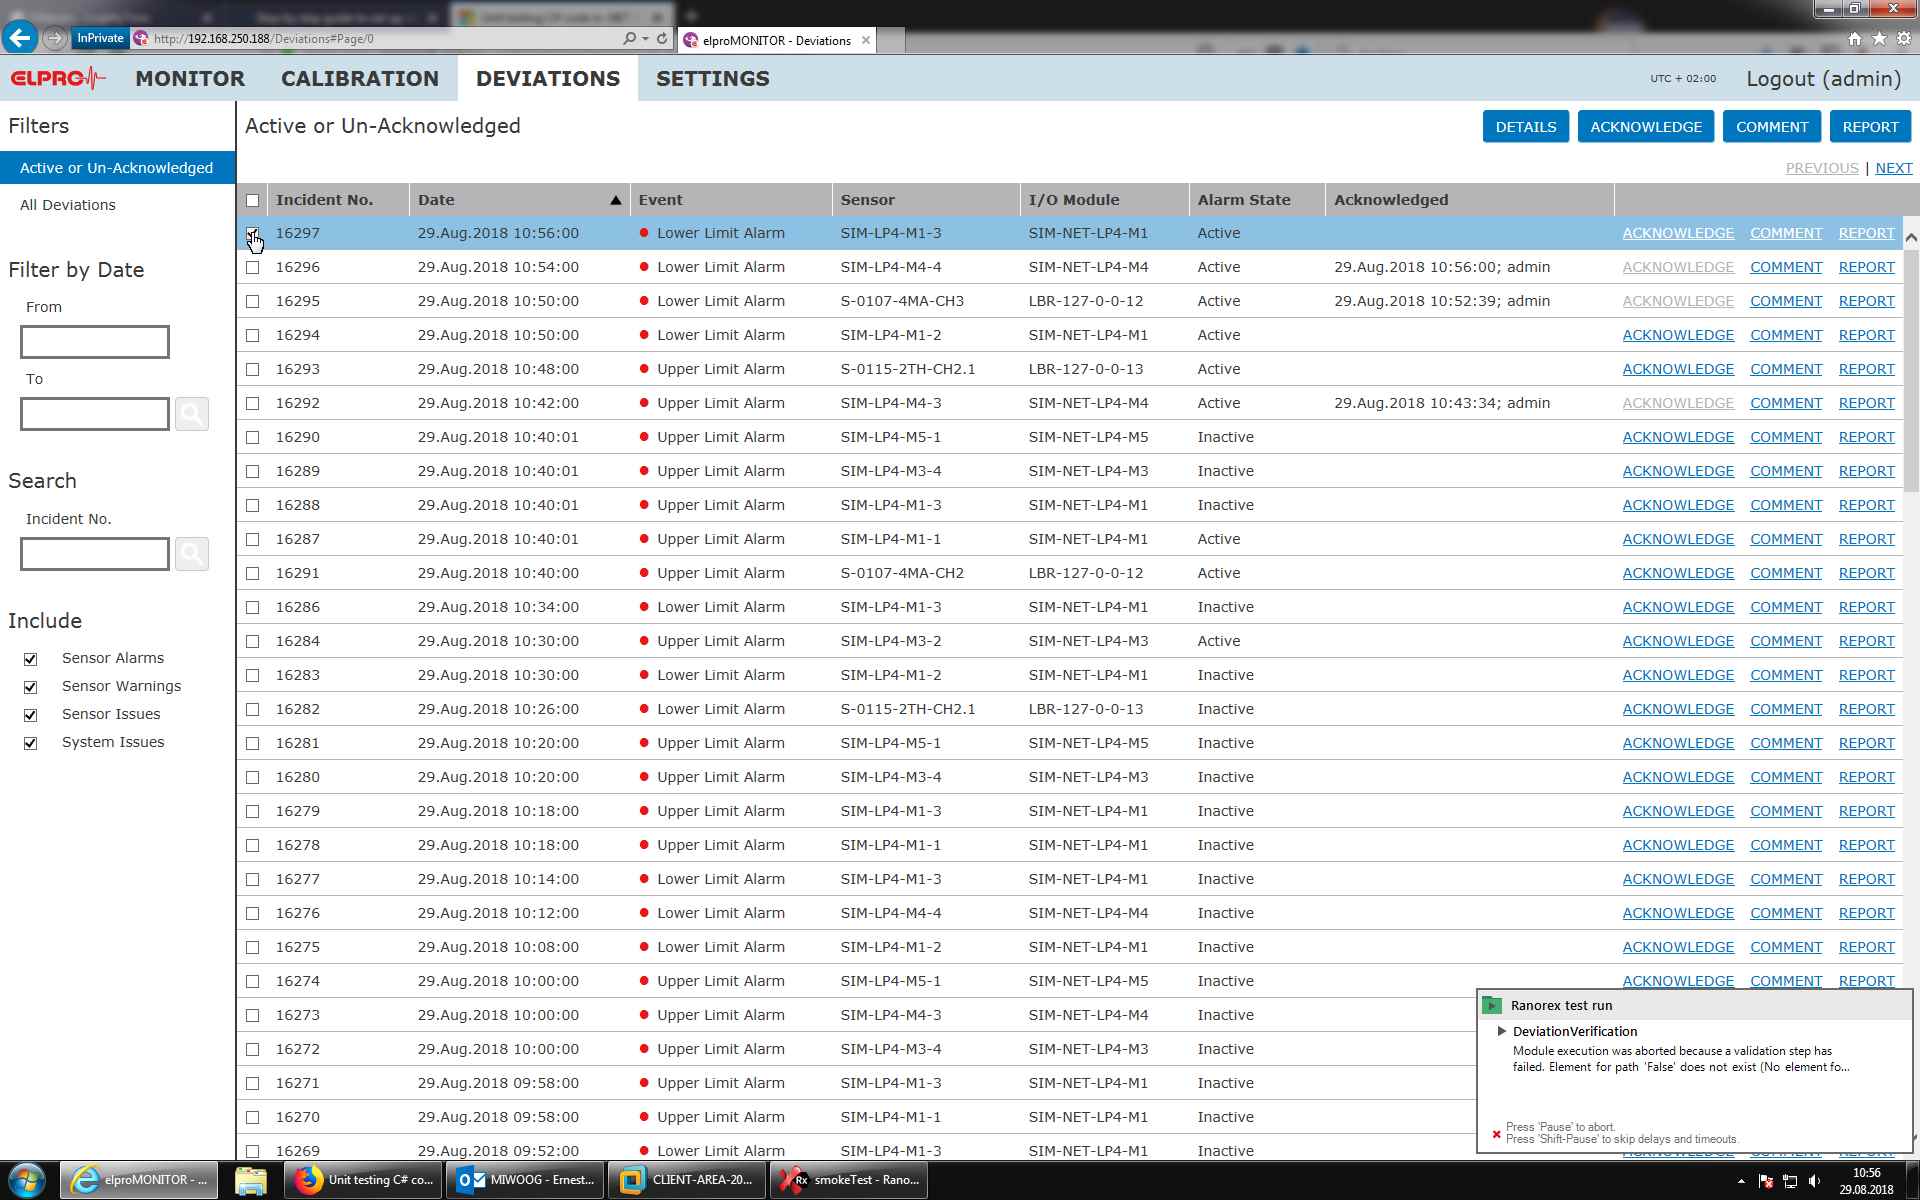 InPrivate http://192.168.250.188/Deviations#Page/0 elproMONITOR - Deviations
ELPRO MONITOR CALIBRATION DEVIATIONS SETTINGS UTC + 02:00 Logout (admin)
Filters
Active or Un-Acknowledged
All Deviations
Filter by Date
From
To
Search
Incident No.
Include
Sensor Alarms
Sensor Warnings
Sensor Issues
System Issues
Active or Un-Acknowledged DETAILS ACKNOWLEDGE COMMENT REPORT
PREVIOUS | NEXT
Incident No. Date Event Sensor I/O Module Alarm State Acknowledged
16297 29.Aug.2018 10:56:00 Lower Limit Alarm SIM-LP4-M1-3 SIM-NET-LP4-M1 Active ACKNOWLEDGE COMMENT REPORT
16296 29.Aug.2018 10:54:00 Lower Limit Alarm SIM-LP4-M4-4 SIM-NET-LP4-M4 Active 29.Aug.2018 10:56:00; admin ACKNOWLEDGE COMMENT REPORT
16295 29.Aug.2018 10:50:00 Lower Limit Alarm S-0107-4MA-CH3 LBR-127-0-0-12 Active 29.Aug.2018 10:52:39; admin ACKNOWLEDGE COMMENT REPORT
16294 29.Aug.2018 10:50:00 Lower Limit Alarm SIM-LP4-M1-2 SIM-NET-LP4-M1 Active ACKNOWLEDGE COMMENT REPORT
16293 29.Aug.2018 10:48:00 Upper Limit Alarm S-0115-2TH-CH2.1 LBR-127-0-0-13 Active ACKNOWLEDGE COMMENT REPORT
16292 29.Aug.2018 10:42:00 Upper Limit Alarm SIM-LP4-M4-3 SIM-NET-LP4-M4 Active 29.Aug.2018 10:43:34; admin ACKNOWLEDGE COMMENT REPORT
16290 29.Aug.2018 10:40:01 Upper Limit Alarm SIM-LP4-M5-1 SIM-NET-LP4-M5 Inactive ACKNOWLEDGE COMMENT REPORT
16289 29.Aug.2018 10:40:01 Upper Limit Alarm SIM-LP4-M3-4 SIM-NET-LP4-M3 Inactive ACKNOWLEDGE COMMENT REPORT
16288 29.Aug.2018 10:40:01 Upper Limit Alarm SIM-LP4-M1-3 SIM-NET-LP4-M1 Inactive ACKNOWLEDGE COMMENT REPORT
16287 29.Aug.2018 10:40:01 Upper Limit Alarm SIM-LP4-M1-1 SIM-NET-LP4-M1 Active ACKNOWLEDGE COMMENT REPORT
16291 29.Aug.2018 10:40:00 Upper Limit Alarm S-0107-4MA-CH2 LBR-127-0-0-12 Active ACKNOWLEDGE COMMENT REPORT
16286 29.Aug.2018 10:34:00 Lower Limit Alarm SIM-LP4-M1-3 SIM-NET-LP4-M1 Inactive ACKNOWLEDGE COMMENT REPORT
16284 29.Aug.2018 10:30:00 Upper Limit Alarm SIM-LP4-M3-2 SIM-NET-LP4-M3 Active ACKNOWLEDGE COMMENT REPORT
16283 29.Aug.2018 10:30:00 Lower Limit Alarm SIM-LP4-M1-2 SIM-NET-LP4-M1 Inactive ACKNOWLEDGE COMMENT REPORT
16282 29.Aug.2018 10:26:00 Lower Limit Alarm S-0115-2TH-CH2.1 LBR-127-0-0-13 Inactive ACKNOWLEDGE COMMENT REPORT
16281 29.Aug.2018 10:20:00 Upper Limit Alarm SIM-LP4-M5-1 SIM-NET-LP4-M5 Inactive ACKNOWLEDGE COMMENT REPORT
16280 29.Aug.2018 10:20:00 Upper Limit Alarm SIM-LP4-M3-4 SIM-NET-LP4-M3 Inactive ACKNOWLEDGE COMMENT REPORT
16279 29.Aug.2018 10:18:00 Upper Limit Alarm SIM-LP4-M1-3 SIM-NET-LP4-M1 Inactive ACKNOWLEDGE COMMENT REPORT
16278 29.Aug.2018 10:18:00 Upper Limit Alarm SIM-LP4-M1-1 SIM-NET-LP4-M1 Inactive ACKNOWLEDGE COMMENT REPORT
16277 29.Aug.2018 10:14:00 Lower Limit Alarm SIM-LP4-M1-3 SIM-NET-LP4-M1 Inactive ACKNOWLEDGE COMMENT REPORT
16276 29.Aug.2018 10:12:00 Lower Limit Alarm SIM-LP4-M4-4 SIM-NET-LP4-M4 Inactive ACKNOWLEDGE COMMENT REPORT
16275 29.Aug.2018 10:08:00 Lower Limit Alarm SIM-LP4-M1-2 SIM-NET-LP4-M1 Inactive ACKNOWLEDGE COMMENT REPORT
16274 29.Aug.2018 10:00:00 Upper Limit Alarm SIM-LP4-M5-1 SIM-NET-LP4-M5 Inactive ACKNOWLEDGE COMMENT REPORT
16273 29.Aug.2018 10:00:00 Upper Limit Alarm SIM-LP4-M4-3 SIM-NET-LP4-M4 Inactive
16272 29.Aug.2018 10:00:00 Upper Limit Alarm SIM-LP4-M3-4 SIM-NET-LP4-M3 Inactive
16271 29.Aug.2018 09:58:00 Upper Limit Alarm SIM-LP4-M1-3 SIM-NET-LP4-M1 Inactive
16270 29.Aug.2018 09:58:00 Upper Limit Alarm SIM-LP4-M1-1 SIM-NET-LP4-M1 Inactive
16269 29.Aug.2018 09:52:00 Lower Limit Alarm SIM-LP4-M1-3 SIM-NET-LP4-M1 Inactive
Ranorex test run
DeviationVerification
Module execution was aborted because a validation step has
failed. Element for path 'False' does not exist (No element fo...
Press 'Pause' to abort.
Press 'Shift-Pause' to skip delays and timeouts.
elproMONITOR - ... Unit testing C# co... MIWOOG - Ernest... CLIENT-AREA-20... smokeTest - Rano... 10:56
29.08.2018